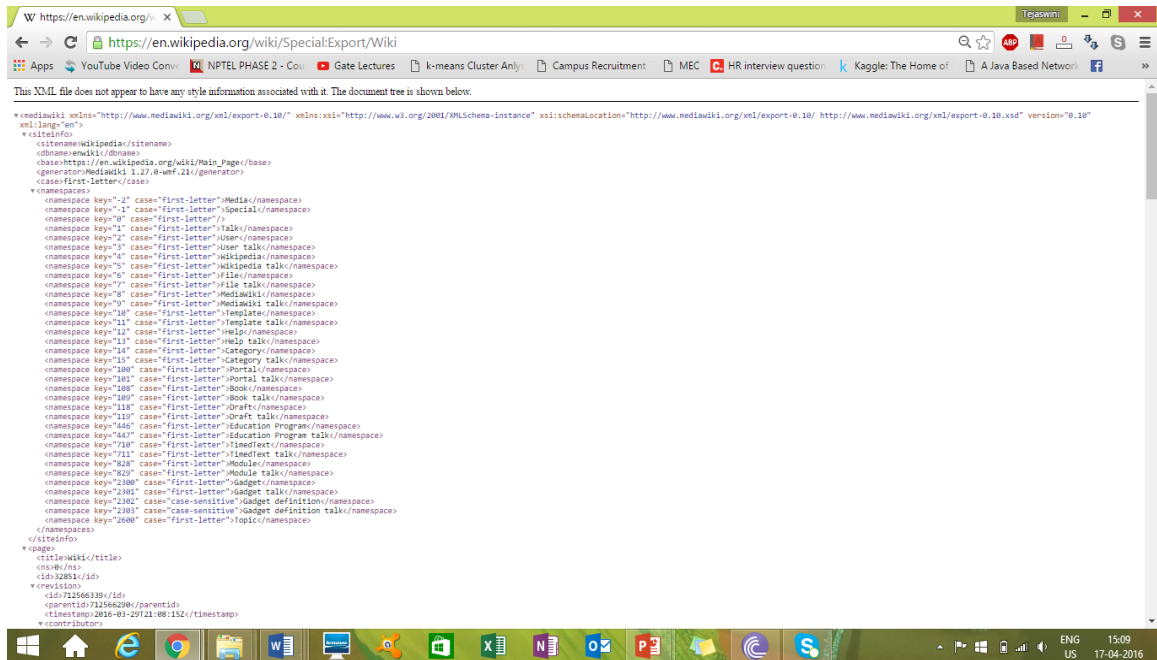 W https://en.wikipedia.org/w
Tejaswini
https://en.wikipedia.org/wiki/Special:Export/Wiki
ABP
0
S
Apps YouTube Video Conve NPTEL PHASE 2 - Cou Gate Lectures k-means Cluster Anlys Campus Recruitment MEC C. HR interview question k Kaggle: The Home of A Java Based Network f »
This XML file does not appear to have any style information associated with it. The document tree is shown below.
▼<mediawiki xmlns="http://www.mediawiki.org/xml/export-0.10/" xmlns:xsi="http://www.w3.org/2001/XMLSchema-instance" xsi:schemaLocation="http://www.mediawiki.org/xml/export-0.10/ http://www.mediawiki.org/xml/export-0.10.xsd" version="0.10"
xml:lang="en">
▼<siteinfo>
<sitename>Wikipedia</sitename>
<dbname>enwiki</dbname>
<base>https://en.wikipedia.org/wiki/Main_Page</base>
<generator>MediaWiki 1.27.0-wmf.21</generator>
<case>first-letter</case>
▼<namespaces>
<namespace key="-2" case="first-letter">Media</namespace>
<namespace key="-1" case="first-letter">Special</namespace>
<namespace key="0" case="first-letter"/>
<namespace key="1" case="first-letter">Talk</namespace>
<namespace key="2" case="first-letter">User</namespace>
<namespace key="3" case="first-letter">User talk</namespace>
<namespace key="4" case="first-letter">Wikipedia</namespace>
<namespace key="5" case="first-letter">Wikipedia talk</namespace>
<namespace key="6" case="first-letter">File</namespace>
<namespace key="7" case="first-letter">File talk</namespace>
<namespace key="8" case="first-letter">MediaWiki</namespace>
<namespace key="9" case="first-letter">MediaWiki talk</namespace>
<namespace key="10" case="first-letter">Template</namespace>
<namespace key="11" case="first-letter">Template talk</namespace>
<namespace key="12" case="first-letter">Help</namespace>
<namespace key="13" case="first-letter">Help talk</namespace>
<namespace key="14" case="first-letter">Category</namespace>
<namespace key="15" case="first-letter">Category talk</namespace>
<namespace key="100" case="first-letter">Portal</namespace>
<namespace key="101" case="first-letter">Portal talk</namespace>
<namespace key="108" case="first-letter">Book</namespace>
<namespace key="109" case="first-letter">Book talk</namespace>
<namespace key="118" case="first-letter">Draft</namespace>
<namespace key="119" case="first-letter">Draft talk</namespace>
<namespace key="446" case="first-letter">Education Program</namespace>
<namespace key="447" case="first-letter">Education Program talk</namespace>
<namespace key="710" case="first-letter">TimedText</namespace>
<namespace key="711" case="first-letter">TimedText talk</namespace>
<namespace key="828" case="first-letter">Module</namespace>
<namespace key="829" case="first-letter">Module talk</namespace>
<namespace key="2300" case="first-letter">Gadget</namespace>
<namespace key="2301" case="first-letter">Gadget talk</namespace>
<namespace key="2302" case="case-sensitive">Gadget definition</namespace>
<namespace key="2303" case="case-sensitive">Gadget definition talk</namespace>
<namespace key="2600" case="first-letter">Topic</namespace>
</namespaces>
</siteinfo>
▼<page>
<title>Wiki</title>
<ns>0</ns>
<id>32851</id>
▼<revision>
<id>712566339</id>
<parentid>712566290</parentid>
<timestamp>2016-03-29T21:08:15Z</timestamp>
▼<contributor>
ENG 15:09
US 17-04-2016